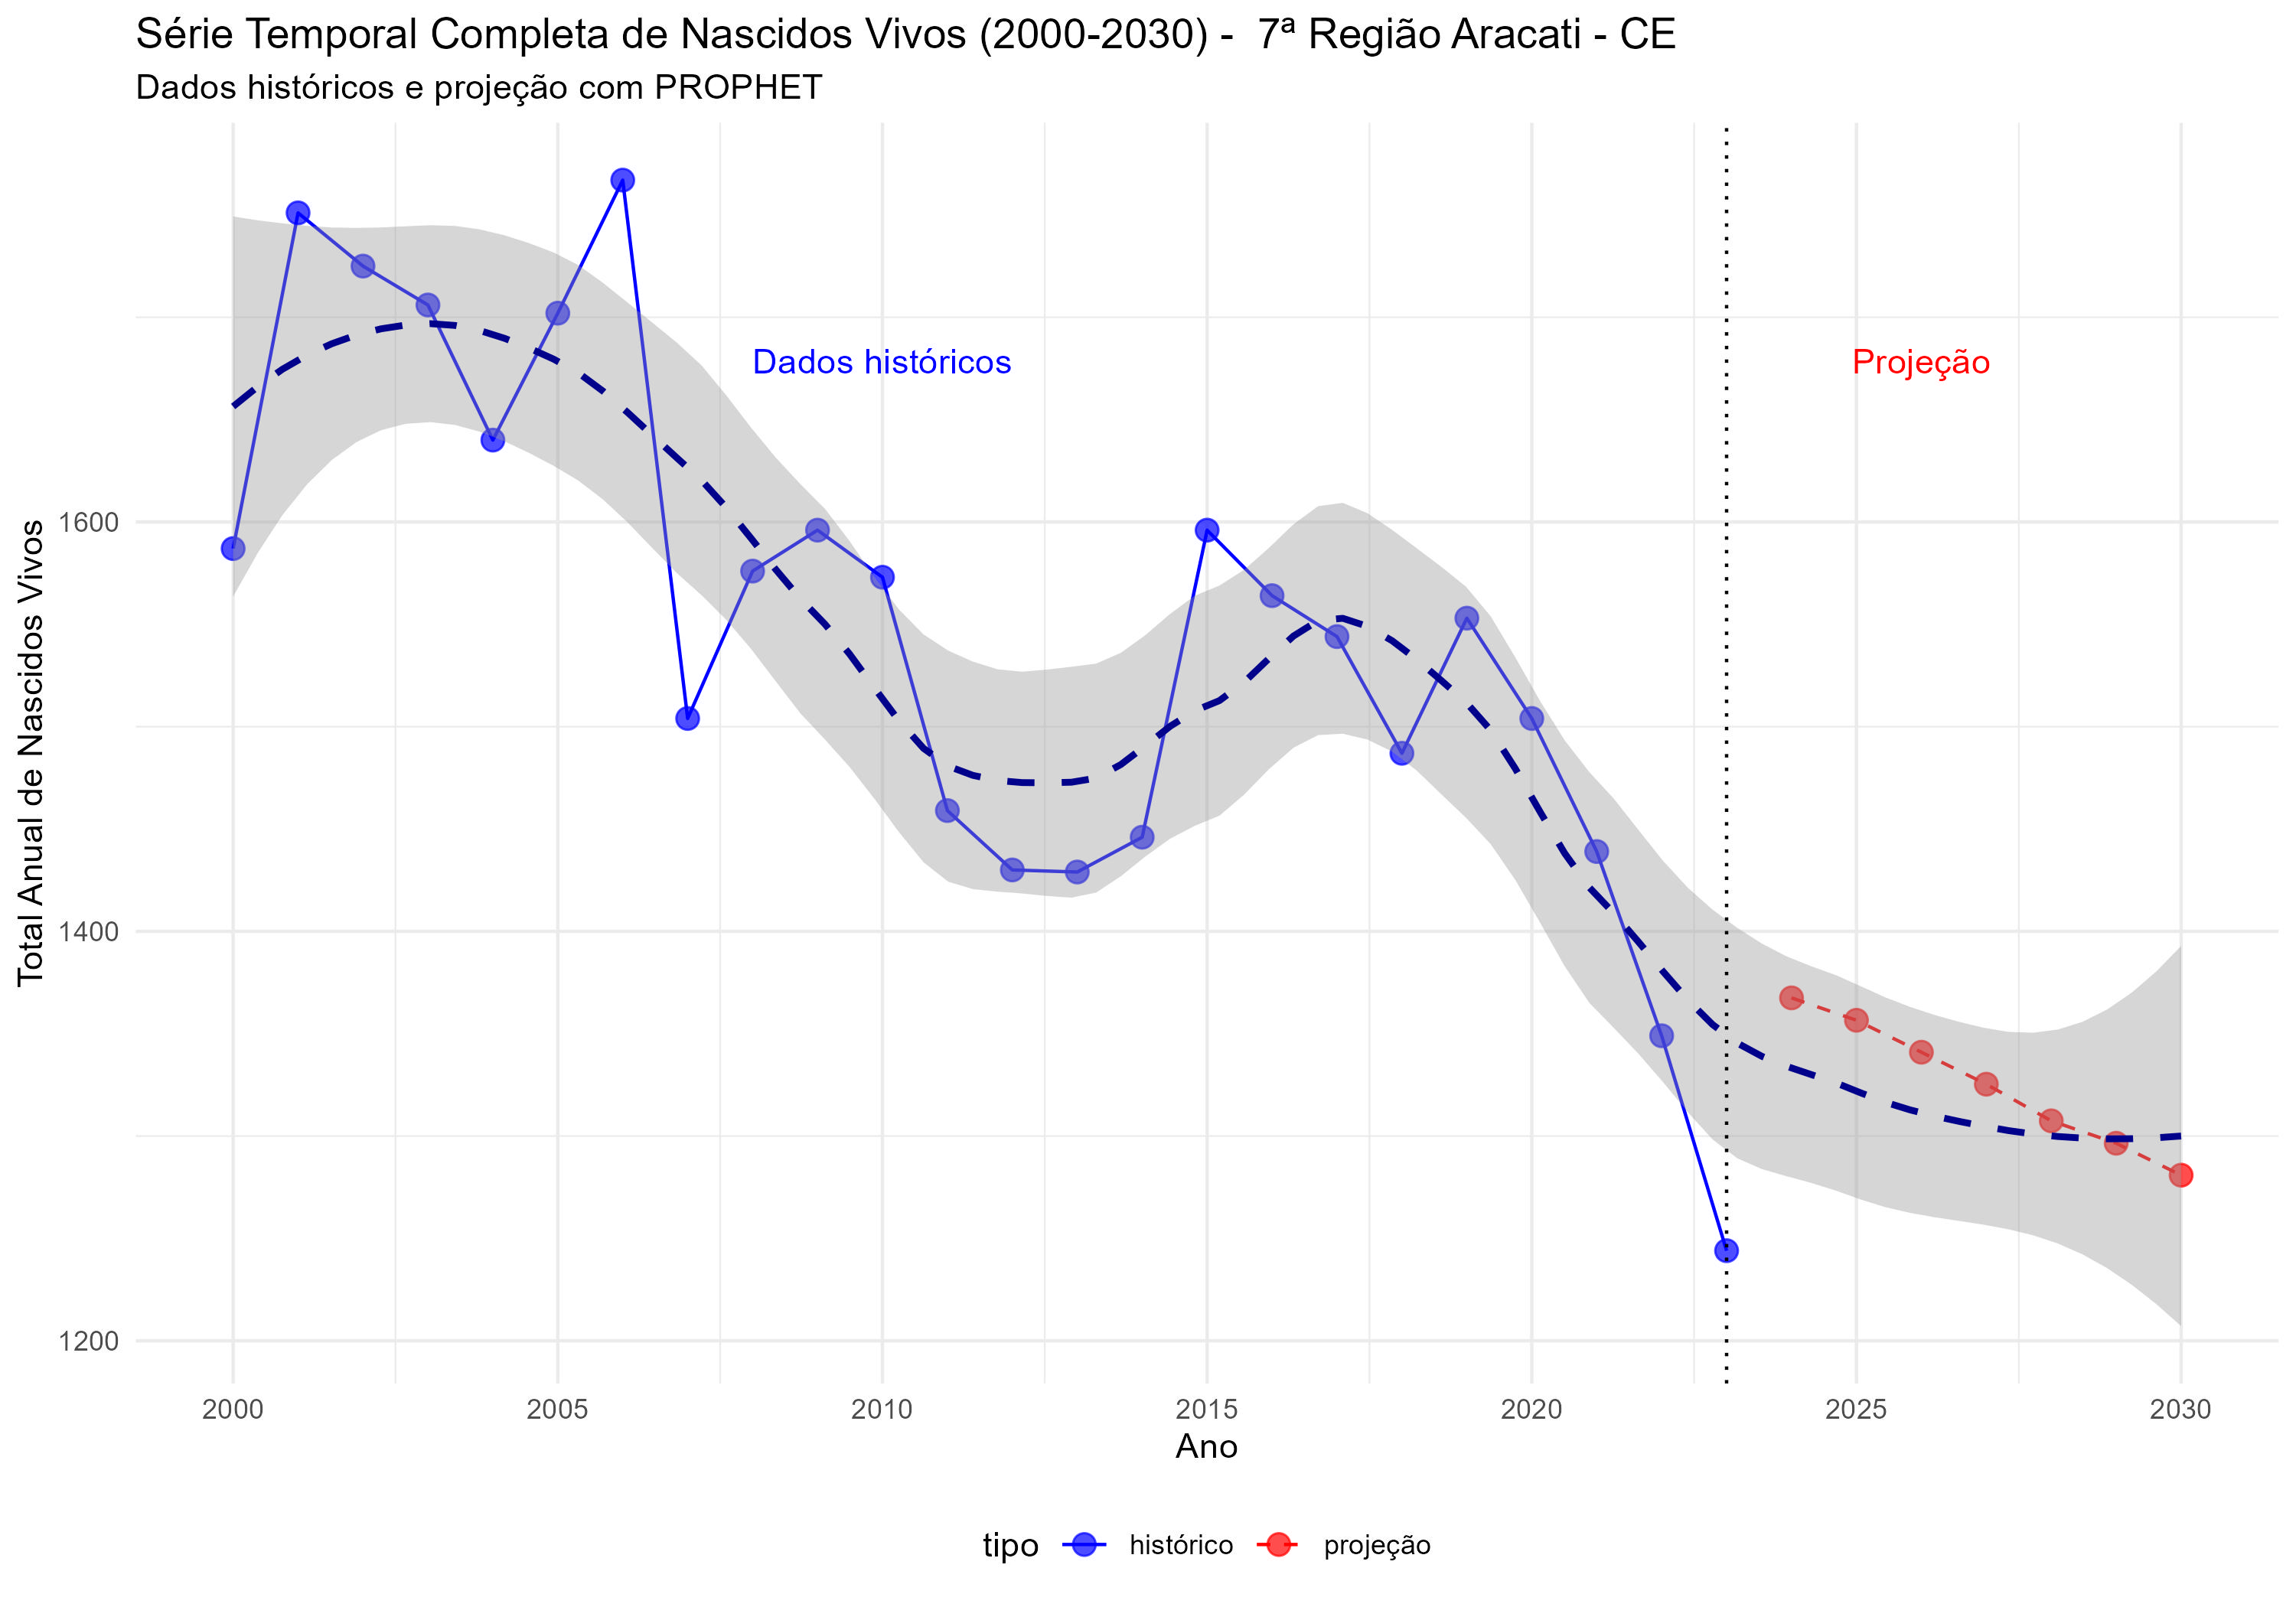 Série Temporal Completa de Nascidos Vivos (2000-2030) -  7ª Região Aracati - CE
Dados históricos e projeção com PROPHET
Total Anual de Nascidos Vivos
1600
1400
1200
Dados históricos
Projeção
2000 2005 2010 2015 2020 2025 2030
Ano
tipo histórico projeção